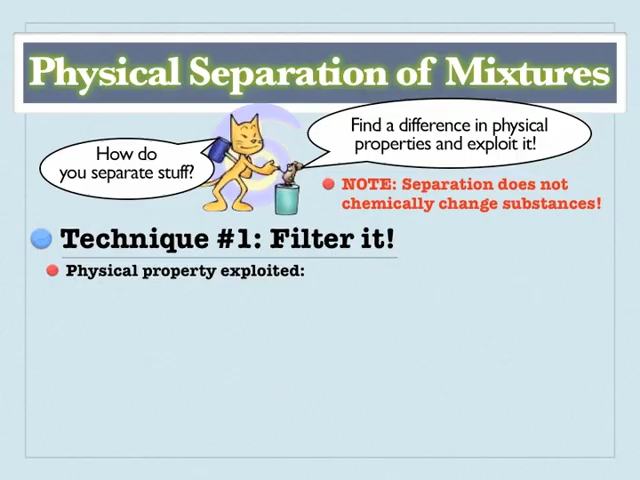 Physical Separation of Mixtures
How do
you separate stuff?
Find a difference in physical
properties and exploit it!
NOTE: Separation does not
chemically change substances!
Technique #1: Filter it!
Physical property exploited: